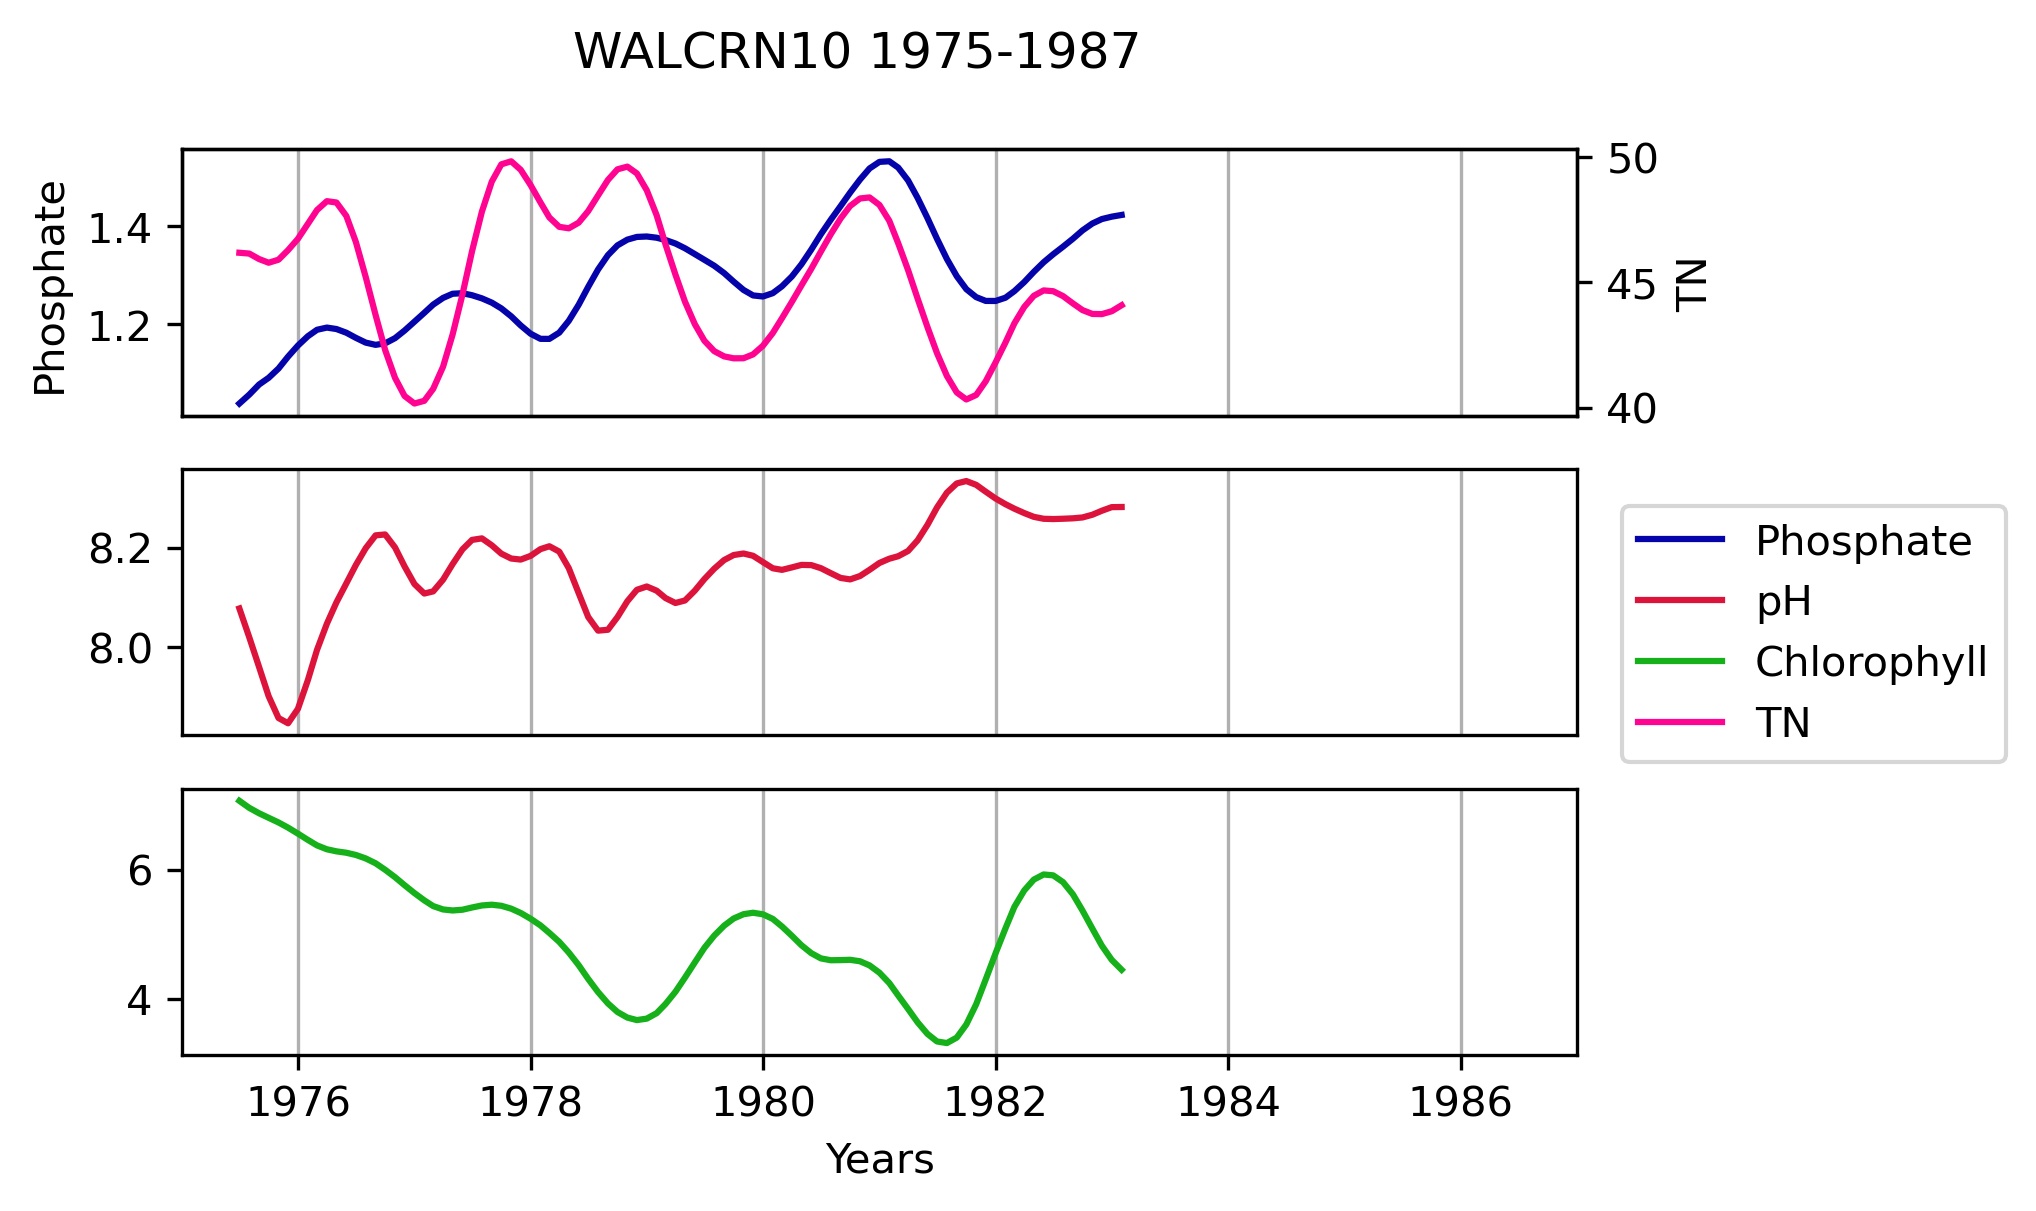 WALCRN10 1975-1987
Phosphate
1.4
1.2
50
45
40
TN
8.2
8.0
Phosphate
pH
Chlorophyll
TN
6
4
1976 1978 1980 1982 1984 1986
Years